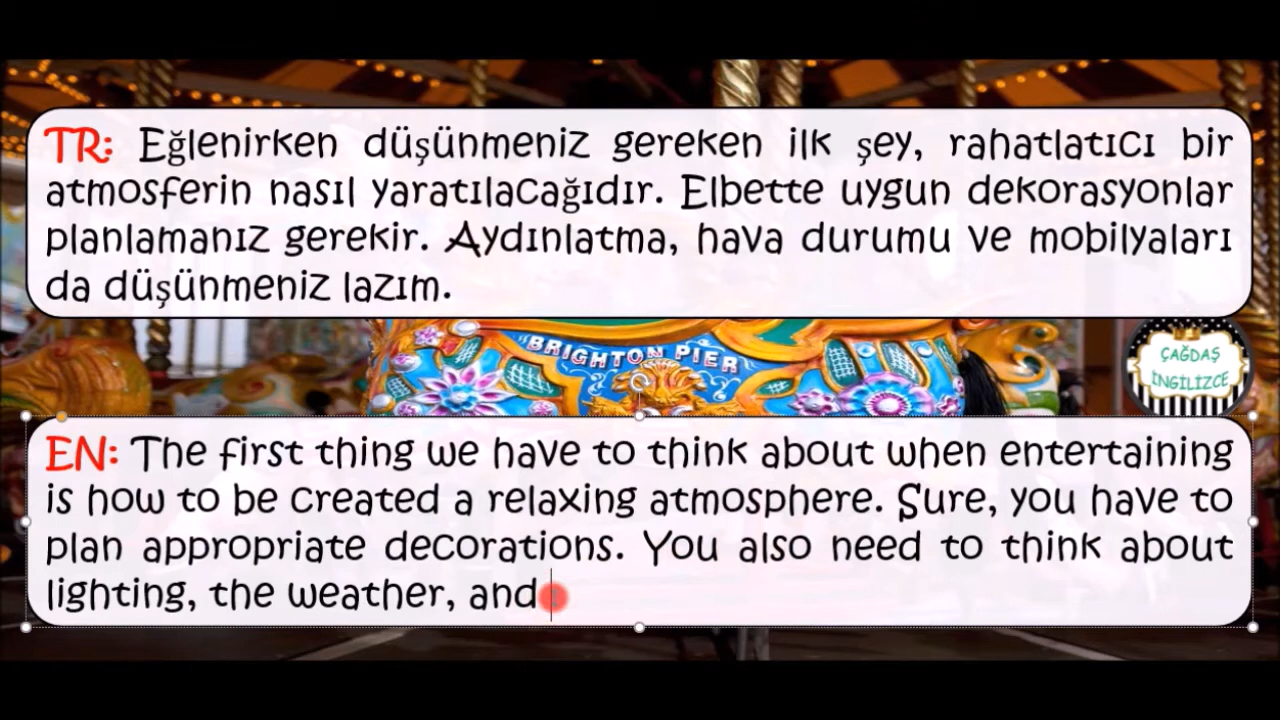 TR: Eğlenirken düşünmeniz gereken ilk şey, rahatlatıcı bir
atmosferin nasıl yaratılacağıdır. Elbette uygun dekorasyonlar
planlamanız gerekir. Aydınlatma, hava durumu ve mobilyaları
da düşünmeniz lazım.
BRIGHTON PIER
ÇAĞDAŞ
İNGİLİZCE
EN: The first thing we have to think about when entertaining
is how to be created a relaxing atmosphere. Sure, you have to
plan appropriate decorations. You also need to think about
lighting, the weather, and